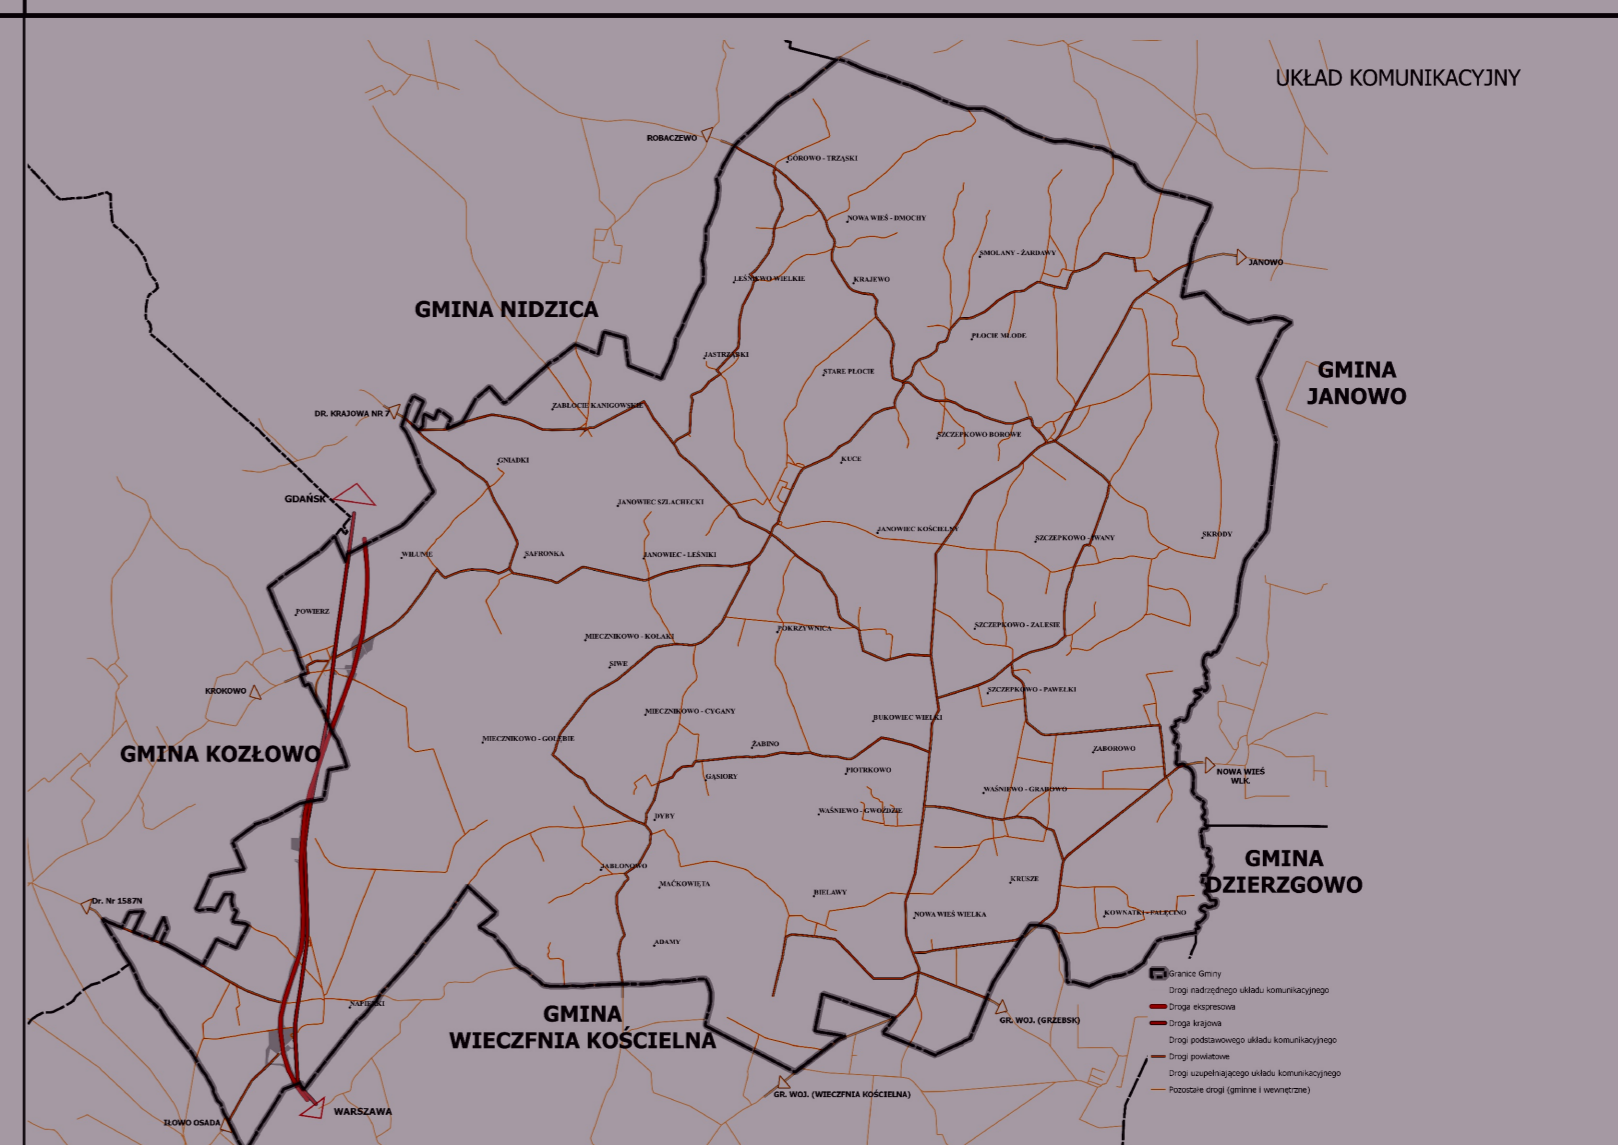 UKŁAD KOMUNIKACYJNY
ROBACZEWO
GÓROWO - TRZĄSKI
NOWA WIEŚ - DMOCHY
SMOLANY - ŻARDAWY
JANOWO
LEŚNIEWO WIELKIE
KRAJEWO
GMINA NIDZICA
PŁOCIE MŁODE
JASTRZĄBKI
STARE PŁOCIE
GMINA
JANOWO
ZABŁOCIE KANIGOWSKIE
DR. KRAJOWA NR 7
SZCZEPKOWO BOROWE
GNIADKI
KUCE
GDAŃSK
JANOWIEC SZLACHECKI
JANOWIEC KOŚCIELNY
SZCZEPKOWO - IWANY
SKRODY
WILUNIE
SAFRONKA
JANOWIEC - LEŚNIKI
POWIERZ
POKRZYWNICA
SZCZEPKOWO - ZALESIE
MIECZNIKOWO - KOŁAKI
SIWE
KROKOWO
SZCZEPKOWO - PAWEŁKI
MIECZNIKOWO - CYGANY
BUKOWIEC WIELKI
MIECZNIKOWO - GOŁĘBIE
ŻABINO
ZABOROWO
GMINA KOZŁOWO
GĄSIORY
PIOTRKOWO
NOWA WIEŚ
WLK.
WAŚNIEWO - GRABOWO
WAŚNIEWO - GWOŹDZIE
DYBY
GMINA
DZIERZGOWO
JABŁONOWO
MAĆKOWIĘTA
BIELAWY
KRUSZE
Dr. Nr 1587N
NOWA WIEŚ WIELKA
KOWNATKI - FALĘCINO
ADAMY
Granice Gminy
Drogi nadrzędnego układu komunikacyjnego
NAPIERKI
Droga ekspresowa
GMINA
WIECZFNIA KOŚCIELNA
GR. WOJ. (GRZEBSK)
Droga krajowa
Drogi podstawowego układu komunikacyjnego
Drogi powiatowe
Drogi uzupełniającego układu komunikacyjnego
Pozostałe drogi (gminne i wewnętrzne)
GR. WOJ. (WIECZFNIA KOŚCIELNA)
WARSZAWA
IŁOWO OSADA